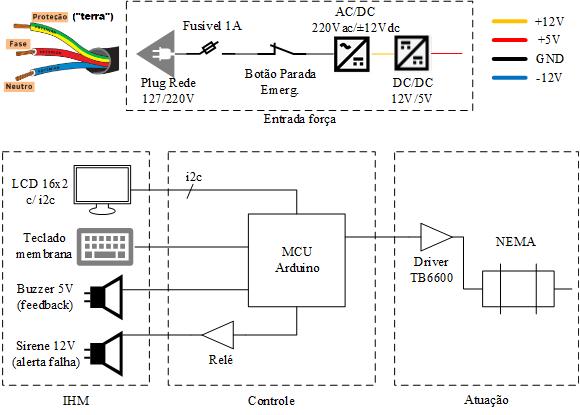 Proteção ("terra")
Fase
Neutro
Fusível 1A
Plug Rede
127/220V
Botão Parada
Emerg.
AC/DC
220Vac/±12Vdc
DC/DC
12V/5V
Entrada força
+12V
+5V
GND
-12V
LCD 16x2
c/ i2c
Teclado
membrana
Buzzer 5V
(feedback)
Sirene 12V
(alerta falha)
IHM
i2c
MCU
Arduino
Relé
Controle
Driver
TB6600
NEMA
Atuação